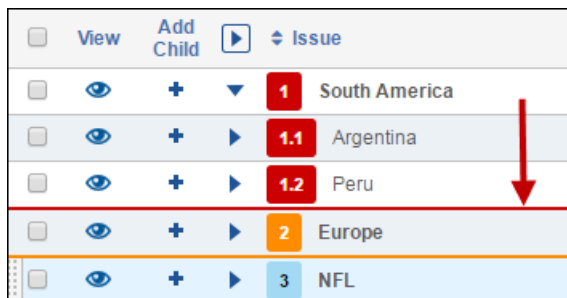 View Add Child Issue
1 South America
1.1 Argentina
1.2 Peru
2 Europe
3 NFL